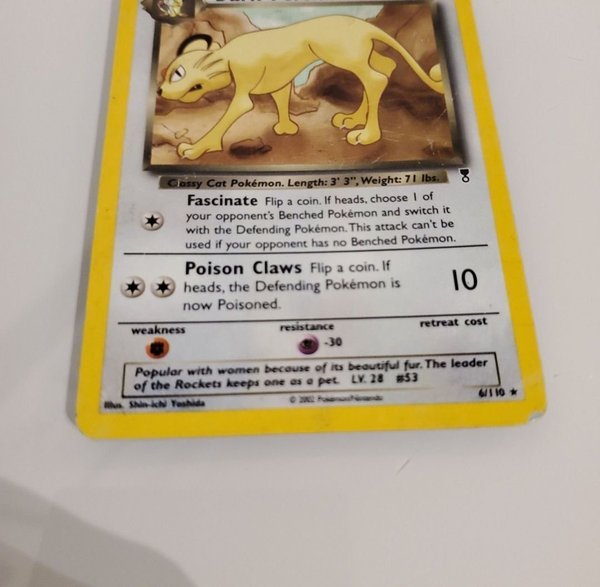 Classy Cat Pokémon. Length: 3' 3", Weight: 71 lbs.
Fascinate Flip a coin. If heads, choose 1 of
your opponent's Benched Pokémon and switch it
with the Defending Pokémon. This attack can't be
used if your opponent has no Benched Pokémon.
Poison Claws Flip a coin. If
heads, the Defending Pokémon is
now Poisoned.
10
weakness resistance retreat cost
-30
Popular with women because of its beautiful fur. The leader
of the Rockets keeps one as a pet. LV. 28 #53
Illus. Shin-ichi Yoshida
6/110 ★